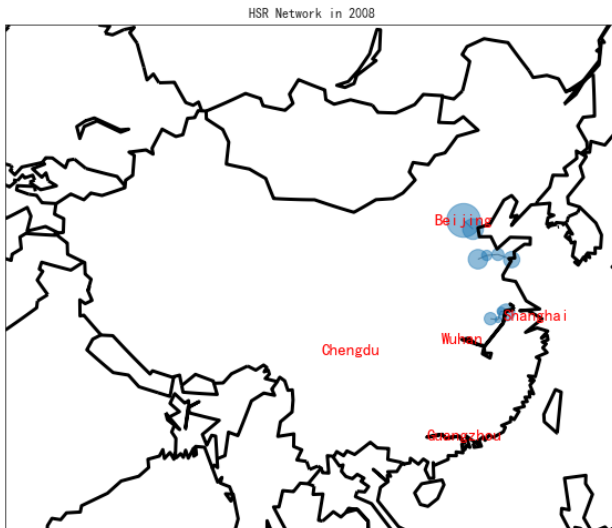 HSR Network in 2008
Beijing
Shanghai
Wuhan
Chengdu
Guangzhou